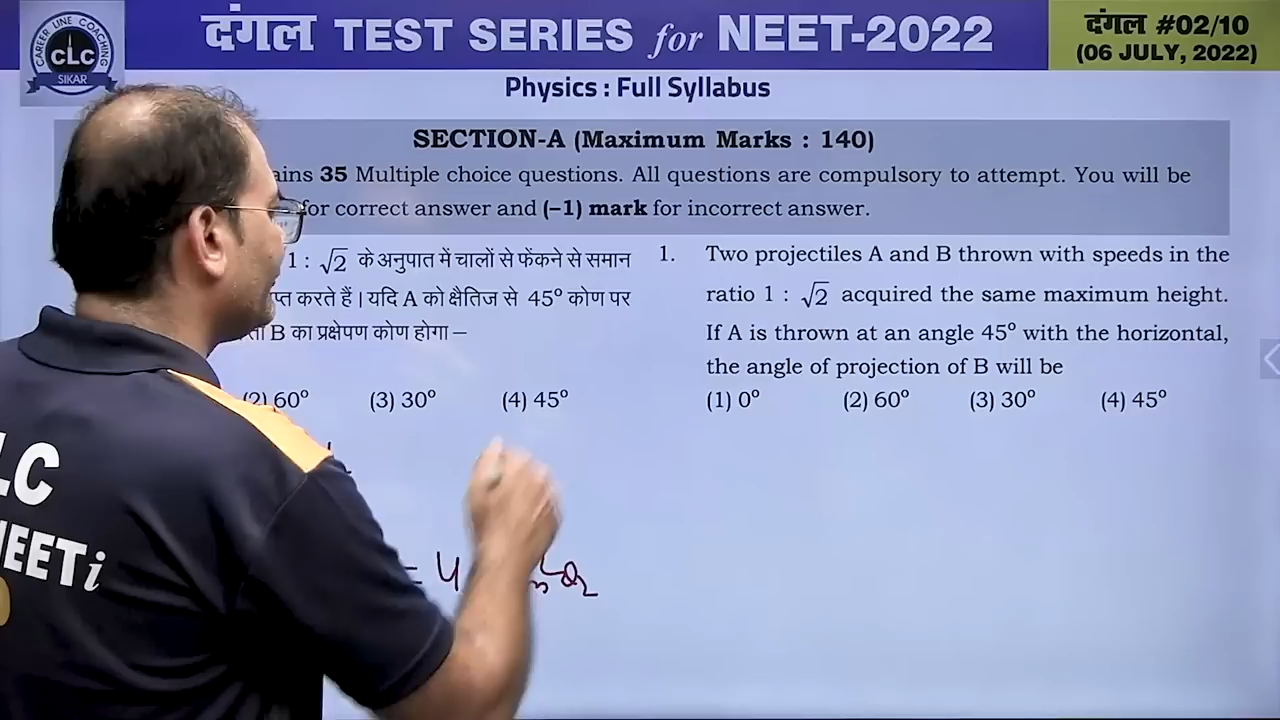 दंगल TEST SERIES for NEET-2022
दंगल #02/10
(06 JULY, 2022)
CAREER LINE COACHING
CLC
SIKAR
Physics : Full Syllabus
SECTION-A (Maximum Marks : 140)
35 Multiple choice questions. All questions are compulsory to attempt. You will be
for correct answer and (–1) mark for incorrect answer.
1 : √2 के अनुपात में चालों से फेंकने से समान
करते हैं। यदि A को क्षैतिज से 45° कोण पर
B का प्रक्षेपण कोण होगा –
(2) 60° (3) 30° (4) 45°
1. Two projectiles A and B thrown with speeds in the
ratio 1 : √2 acquired the same maximum height.
If A is thrown at an angle 45° with the horizontal,
the angle of projection of B will be
(1) 0° (2) 60° (3) 30° (4) 45°
LC
NEETi